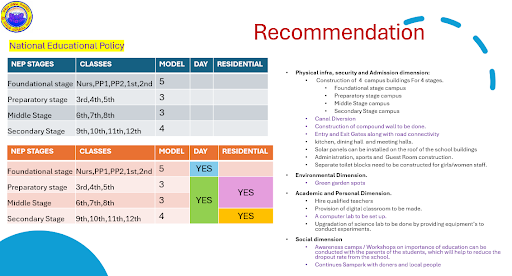 Recommendation
National Educational Policy
NEP STAGES CLASSES MODEL DAY RESIDENTIAL
Foundational stage Nurs,PP1,PP2,1st,2nd 5
Preparatory stage 3rd,4th,5th 3
Middle Stage 6th,7th,8th 3
Secondary Stage 9th,10th,11th,12th 4
NEP STAGES CLASSES MODEL DAY RESIDENTIAL
Foundational stage Nurs,PP1,PP2,1st,2nd 5 YES
Preparatory stage 3rd,4th,5th 3
YES YES
Middle Stage 6th,7th,8th 3
Secondary Stage 9th,10th,11th,12th 4 YES
• Physical infra, security and Admission dimension:
• Construction of 4 campus buildings For 4 stages.
• Foundational stage campus
• Preparatory stage campus
• Middle Stage campus
• Secondary Stage campus
• Canal Diversion
• Construction of compound wall to be done.
• Entry and Exit Gates along with road connectivity
• kitchen, dining hall and meeting halls.
• Solar panels can be installed on the roof of the school buildings
• Administration, sports and Guest Room construction.
• Separate toilet blocks need to be constructed for girls/women staff.
• Environmental Dimension.
• Green garden spots
• Academic and Personal Dimension.
• Hire qualified teachers
• Provision of digital classroom to be made.
• A computer lab to be set up.
• Upgradation of science lab to be done by providing equipment's to
conduct experiments.
• Social dimension
• Awareness camps / Workshops on importance of education can be
conducted with the parents of the students, which will help to reduce the
dropout rate from the school.
• Continues Sampark with donors and local people